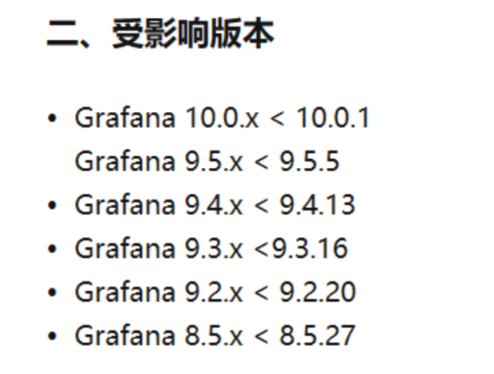 二、受影响版本
• Grafana 10.0.x < 10.0.1
Grafana 9.5.x < 9.5.5
• Grafana 9.4.x < 9.4.13
• Grafana 9.3.x <9.3.16
• Grafana 9.2.x < 9.2.20
• Grafana 8.5.x < 8.5.27